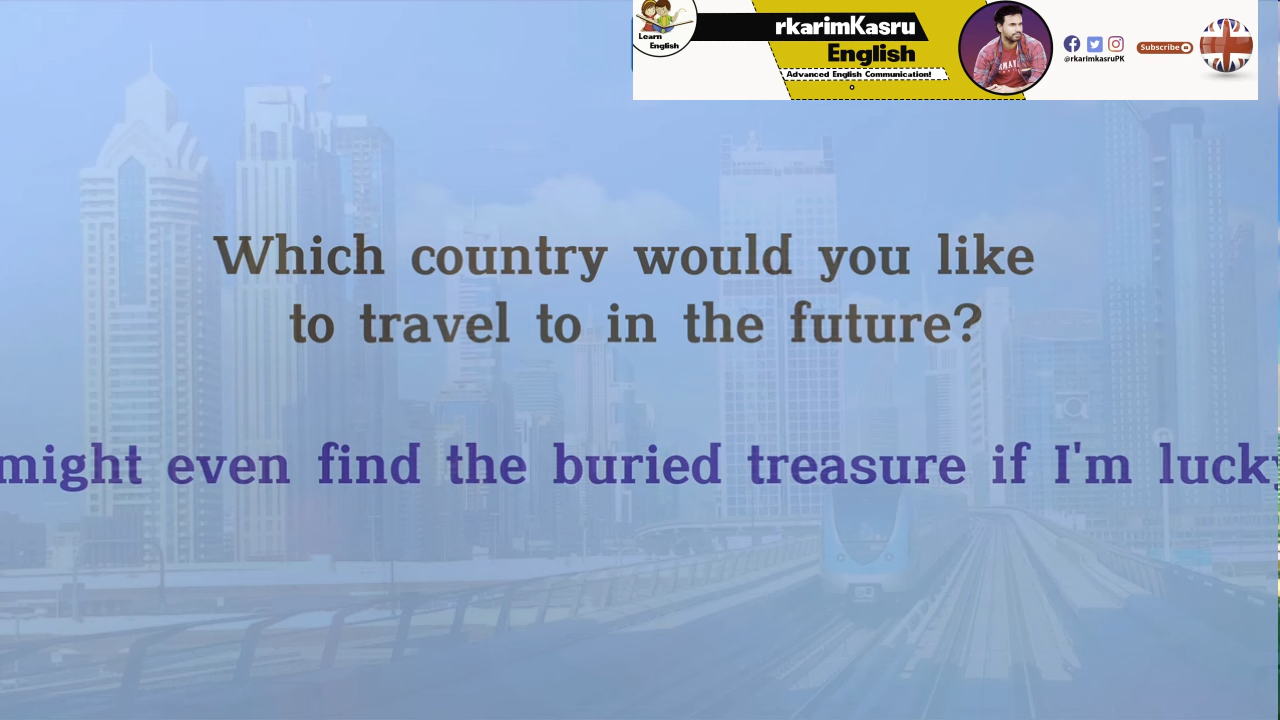 Learn
English
rkarimKasru
English
Advanced English Communication!
@rkarimkasruPK
Subscribe
Which country would you like
to travel to in the future?
might even find the buried treasure if I'm lucky